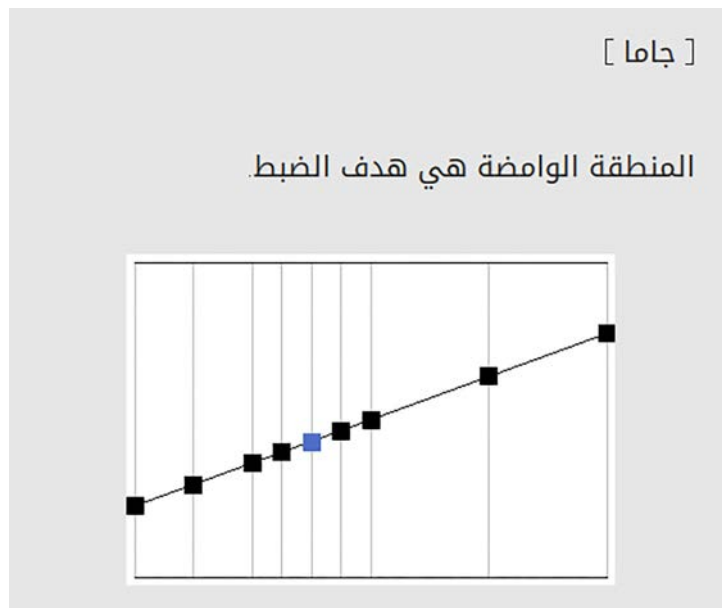 [ جاما ]
المنطقة الوامضة هي هدف الضبط.